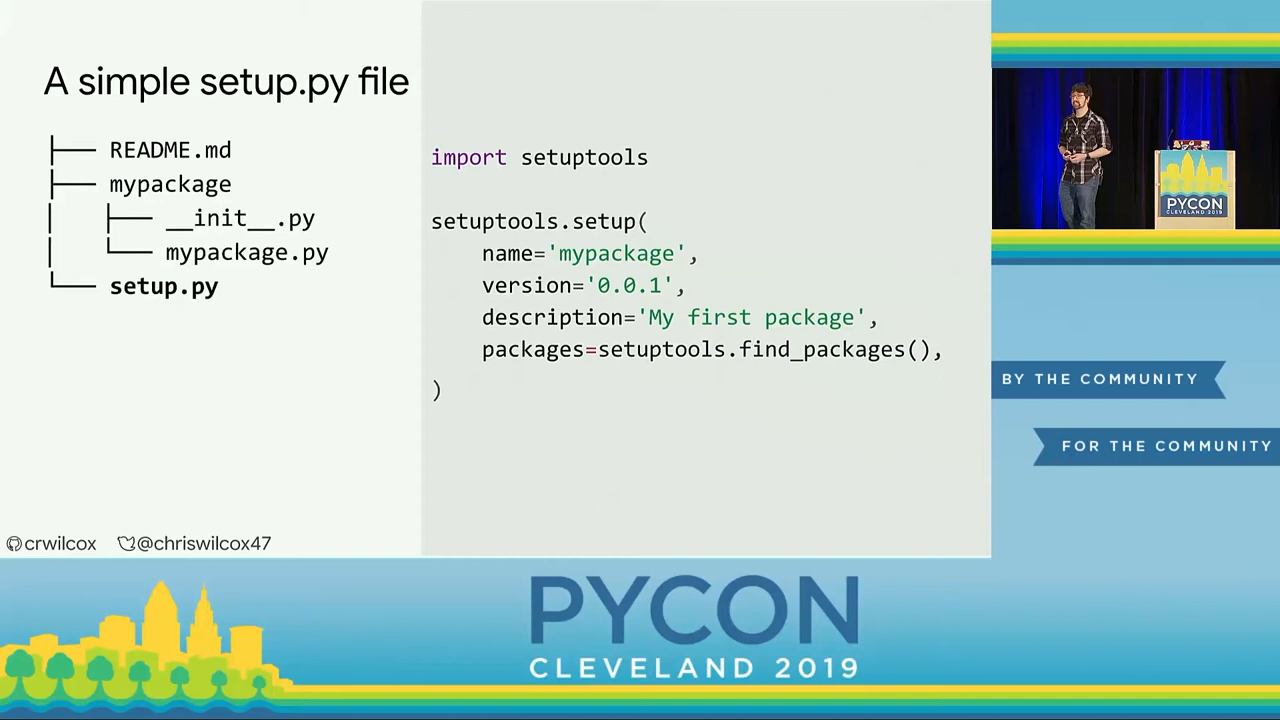 A simple setup.py file
├── README.md
├── mypackage
│   ├── __init__.py
│   └── mypackage.py
└── setup.py
import setuptools
setuptools.setup(
    name='mypackage',
    version='0.0.1',
    description='My first package',
    packages=setuptools.find_packages(),
)
crwilcox @chriswilcox47
PYCON
CLEVELAND 2019
BY THE COMMUNITY
FOR THE COMMUNITY
PYCON
CLEVELAND 2019